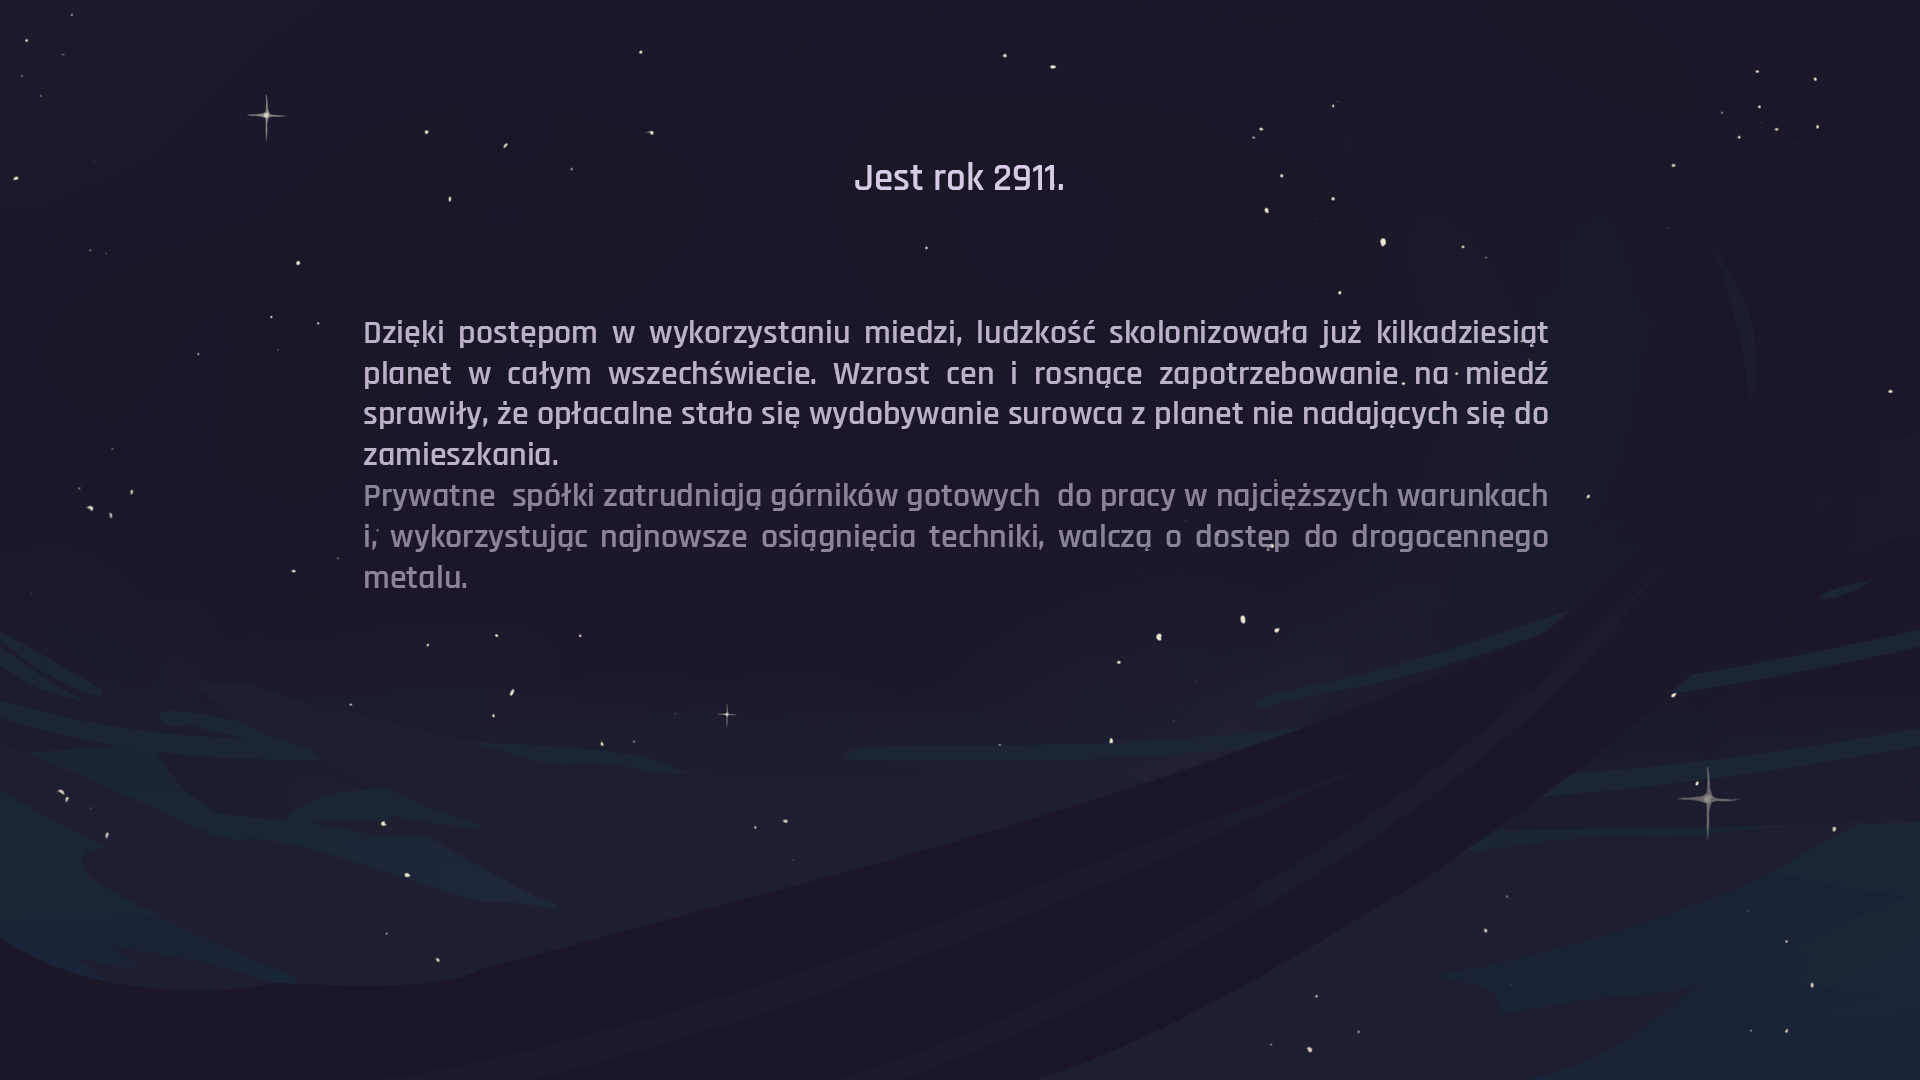 Jest rok 2911.
Dzięki postępom w wykorzystaniu miedzi, ludzkość skolonizowała już kilkadziesiąt
planet w całym wszechświecie. Wzrost cen i rosnące zapotrzebowanie na miedź
sprawiły, że opłacalne stało się wydobywanie surowca z planet nie nadających się do
zamieszkania.
Prywatne spółki zatrudniają górników gotowych do pracy w najcięższych warunkach
i, wykorzystując najnowsze osiągnięcia techniki, walczą o dostęp do drogocennego
metalu.